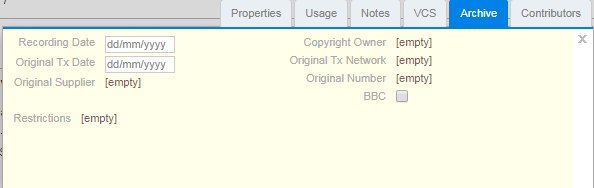 Properties Usage Notes VCS Archive Contributors
x
Recording Date dd/mm/yyyy Copyright Owner [empty]
Original Tx Date dd/mm/yyyy Original Tx Network [empty]
Original Supplier [empty] Original Number [empty]
BBC
Restrictions [empty]